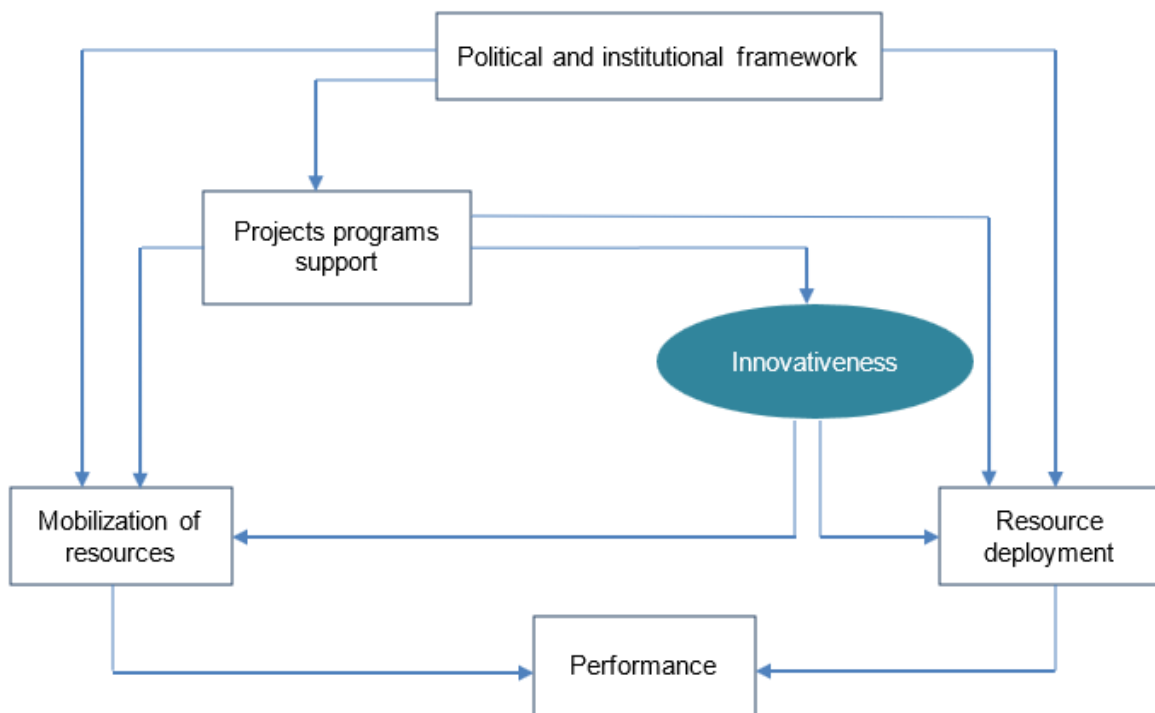 Political and institutional framework
Projects programs
support
Innovativeness
Mobilization of
resources
Resource
deployment
Performance